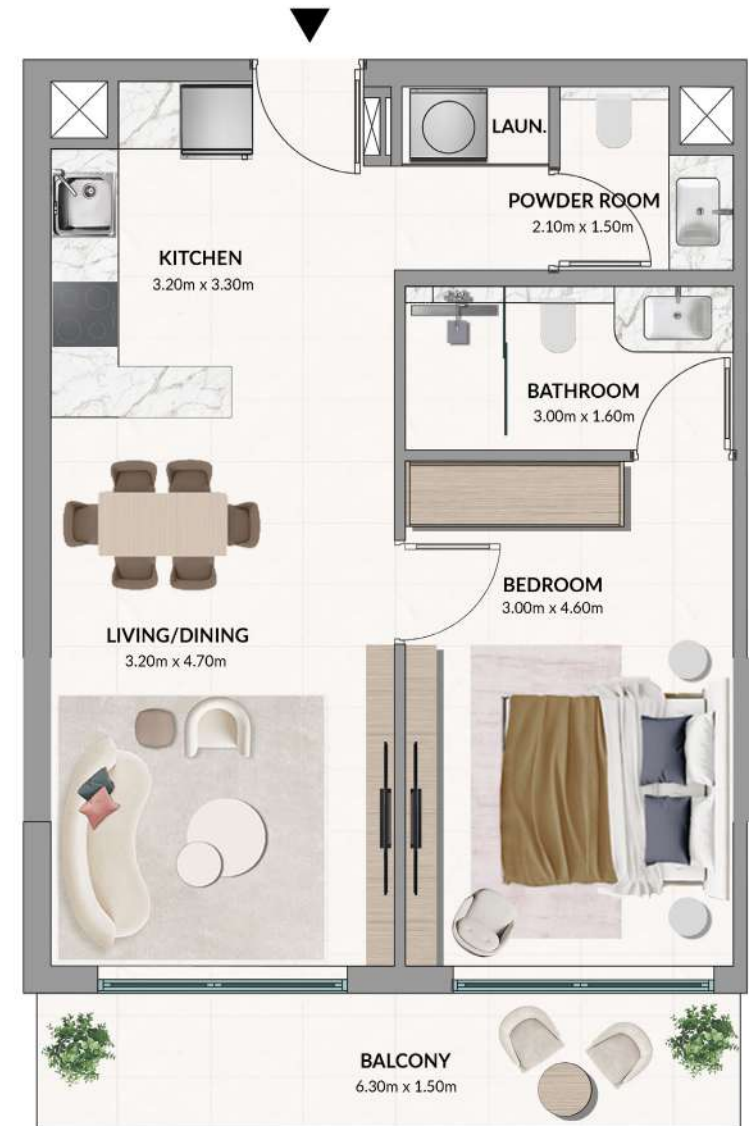 LAUN.
POWDER ROOM
2.10m x 1.50m
KITCHEN
3.20m x 3.30m
BATHROOM
3.00m x 1.60m
BEDROOM
3.00m x 4.60m
LIVING/DINING
3.20m x 4.70m
BALCONY
6.30m x 1.50m